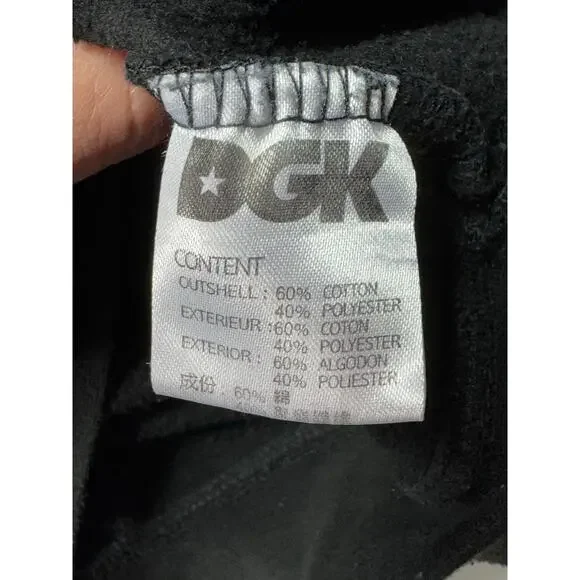 DGK
CONTENT
OUTSHELL : 60% COTTON
40% POLYESTER
EXTERIEUR : 60% COTON
40% POLYESTER
EXTERIOR : 60% ALGODON
40% POLIESTER
成份 : 60% 綿